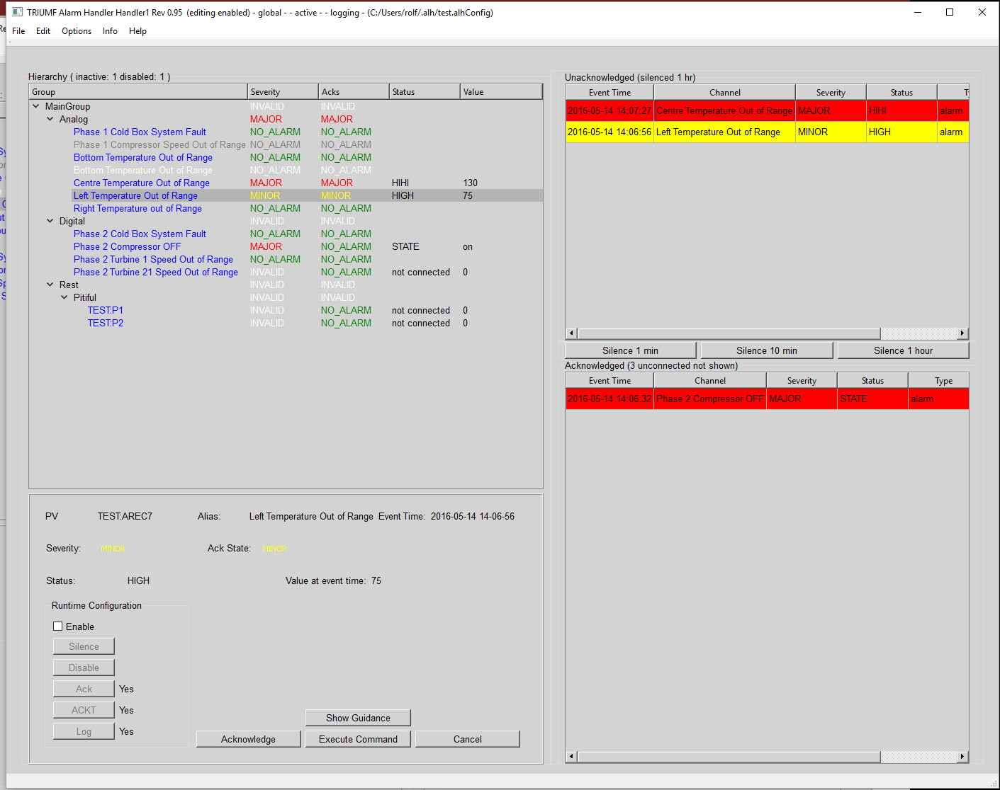 TRIUMF Alarm Handler Handler1 Rev 0.95 (editing enabled) - global - - active - - logging - (C:/Users/rolf/.alh/test.alhConfig)
File Edit Options Info Help
Hierarchy ( inactive: 1 disabled: 1 )
Group Severity Acks Status Value
MainGroup INVALID INVALID
Analog MAJOR MAJOR
Phase 1 Cold Box System Fault NO_ALARM NO_ALARM
Phase 1 Compressor Speed Out of Range NO_ALARM NO_ALARM
Bottom Temperature Out of Range NO_ALARM NO_ALARM
Bottom Temperature Out of Range NO_ALARM NO_ALARM
Centre Temperature Out of Range MAJOR MAJOR HIHI 130
Left Temperature Out of Range MINOR MINOR HIGH 75
Right Temperature out of Range NO_ALARM NO_ALARM
Digital INVALID INVALID
Phase 2 Cold Box System Fault NO_ALARM NO_ALARM
Phase 2 Compressor OFF MAJOR NO_ALARM STATE on
Phase 2 Turbine 1 Speed Out of Range NO_ALARM NO_ALARM
Phase 2 Turbine 21 Speed Out of Range INVALID NO_ALARM not connected 0
Rest INVALID INVALID
Pitiful INVALID INVALID
TEST:P1 INVALID NO_ALARM not connected 0
TEST:P2 INVALID NO_ALARM not connected 0
PV TEST:AREC7 Alias: Left Temperature Out of Range Event Time: 2016-05-14 14-06-56
Severity: MINOR Ack State: MINOR
Status: HIGH Value at event time: 75
Runtime Configuration
Enable
Silence
Disable
Ack Yes
ACKT Yes
Log Yes
Show Guidance
Acknowledge Execute Command Cancel
Unacknowledged (silenced 1 hr)
Event Time Channel Severity Status
2016-05-14 14:07:27 Centre Temperature Out of Range MAJOR HIHI alarm
2016-05-14 14:06:56 Left Temperature Out of Range MINOR HIGH alarm
Silence 1 min Silence 10 min Silence 1 hour
Acknowledged (3 unconnected not shown)
Event Time Channel Severity Status Type
2016-05-14 14:06:32 Phase 2 Compressor OFF MAJOR STATE alarm